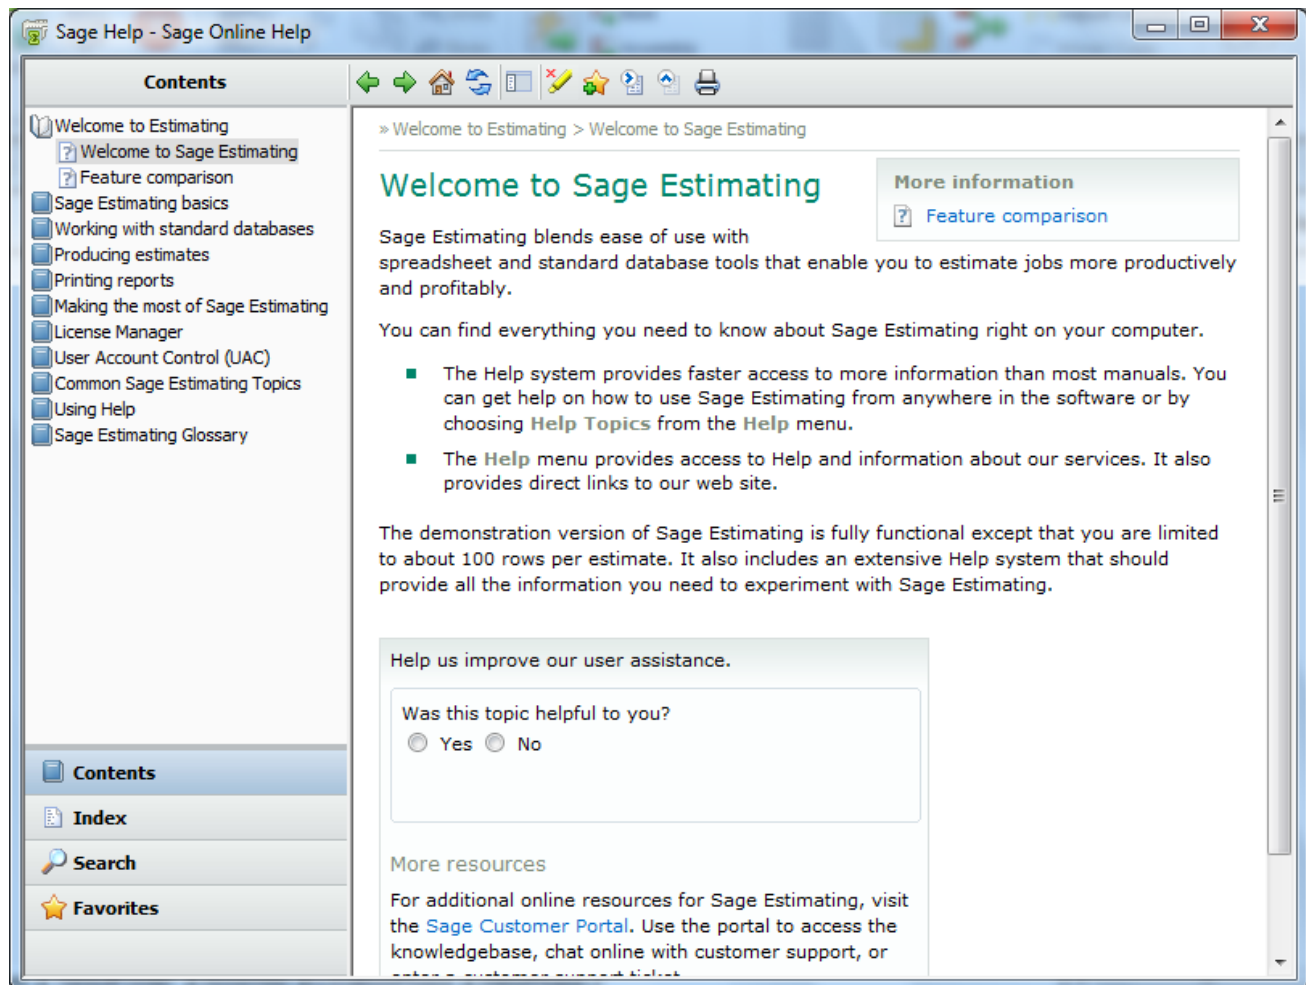 Sage Help - Sage Online Help
Contents
Welcome to Estimating
Welcome to Sage Estimating
Feature comparison
Sage Estimating basics
Working with standard databases
Producing estimates
Printing reports
Making the most of Sage Estimating
License Manager
User Account Control (UAC)
Common Sage Estimating Topics
Using Help
Sage Estimating Glossary
Contents
Index
Search
Favorites
» Welcome to Estimating > Welcome to Sage Estimating
Welcome to Sage Estimating
More information
Feature comparison
Sage Estimating blends ease of use with
spreadsheet and standard database tools that enable you to estimate jobs more productively
and profitably.
You can find everything you need to know about Sage Estimating right on your computer.
The Help system provides faster access to more information than most manuals. You
can get help on how to use Sage Estimating from anywhere in the software or by
choosing Help Topics from the Help menu.
The Help menu provides access to Help and information about our services. It also
provides direct links to our web site.
The demonstration version of Sage Estimating is fully functional except that you are limited
to about 100 rows per estimate. It also includes an extensive Help system that should
provide all the information you need to experiment with Sage Estimating.
Help us improve our user assistance.
Was this topic helpful to you?
Yes No
More resources
For additional online resources for Sage Estimating, visit
the Sage Customer Portal. Use the portal to access the
knowledgebase, chat online with customer support, or
enter a customer support ticket